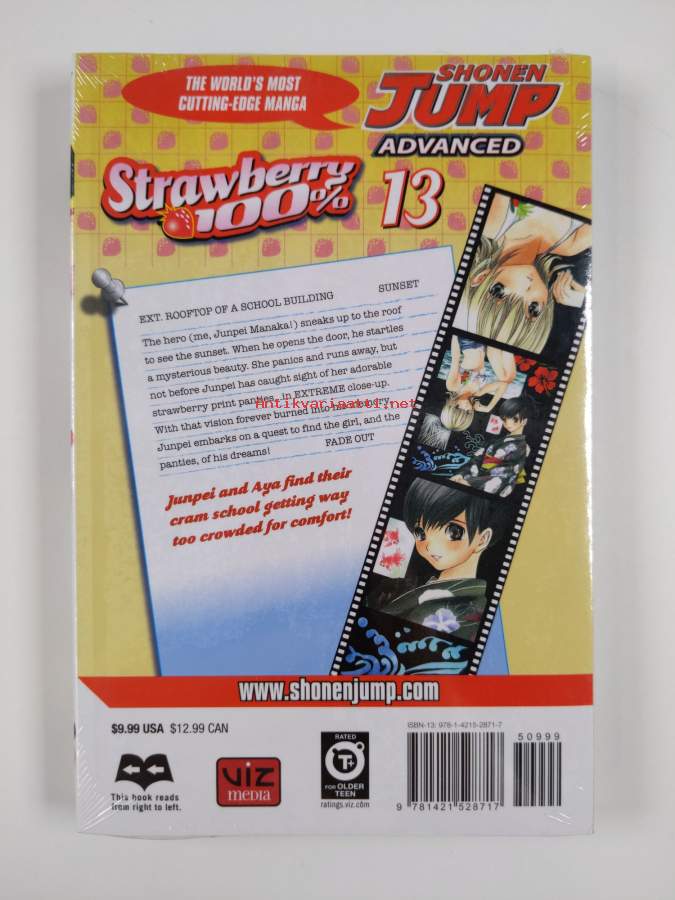 THE WORLD'S MOST
CUTTING-EDGE MANGA
SHONEN
JUMP
ADVANCED
Strawberry
100%
13
EXT. ROOFTOP OF A SCHOOL BUILDING SUNSET
The hero (me, Junpei Manaka!) sneaks up to the roof
to see the sunset. When he opens the door, he startles
a mysterious beauty. She panics and runs away, but
not before Junpei has caught sight of her adorable
strawberry print panties, in EXTREME close-up.
With that vision forever burned into his memory,
Junpei embarks on a quest to find the girl, and the
panties, of his dreams! FADE OUT
Antikvariaatti.net
Junpei and Aya find their
cram school getting way
too crowded for comfort!
www.shonenjump.com
$9.99 USA $12.99 CAN
This book reads
from right to left.
VIZ
MEDIA
RATED
T+
FOR OLDER
TEEN
ratings.viz.com
ISBN-13: 978-1-4215-2871-7
50999
9 781421 528717